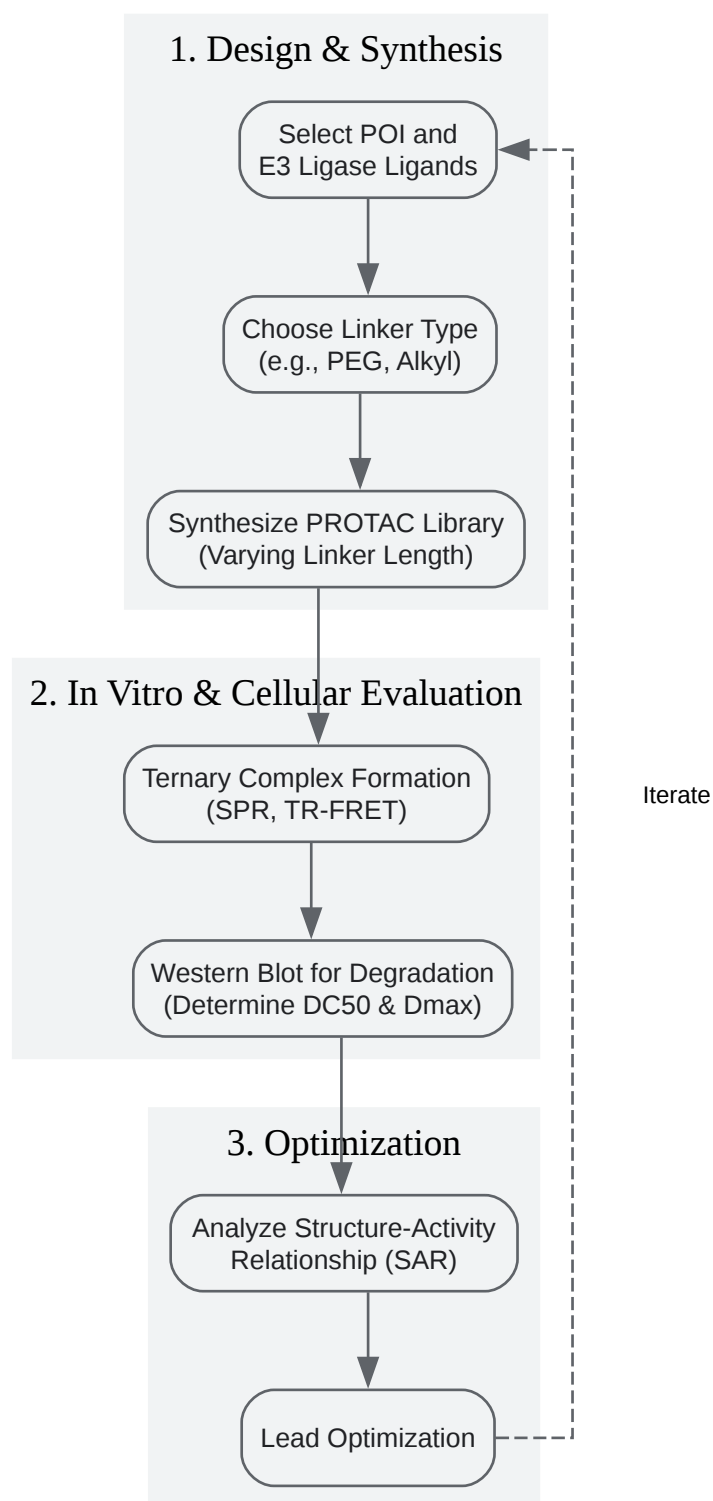 1. Design & Synthesis
Select POI and
E3 Ligase Ligands
Choose Linker Type
(e.g., PEG, Alkyl)
Synthesize PROTAC Library
(Varying Linker Length)
2. In Vitro & Cellular Evaluation
Ternary Complex Formation
(SPR, TR-FRET)
Iterate
Western Blot for Degradation
(Determine DC50 & Dmax)
3. Optimization
Analyze Structure-Activity
Relationship (SAR)
Lead Optimization